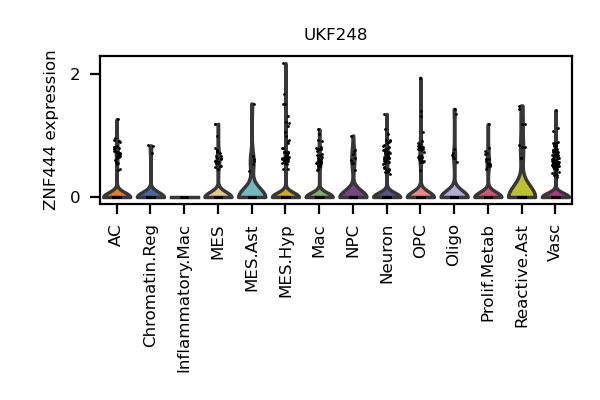 UKF248
ZNF444 expression
2
0
AC
Chromatin.Reg
Inflammatory.Mac
MES
MES.Ast
MES.Hyp
Mac
NPC
Neuron
OPC
Oligo
Prolif.Metab
Reactive.Ast
Vasc